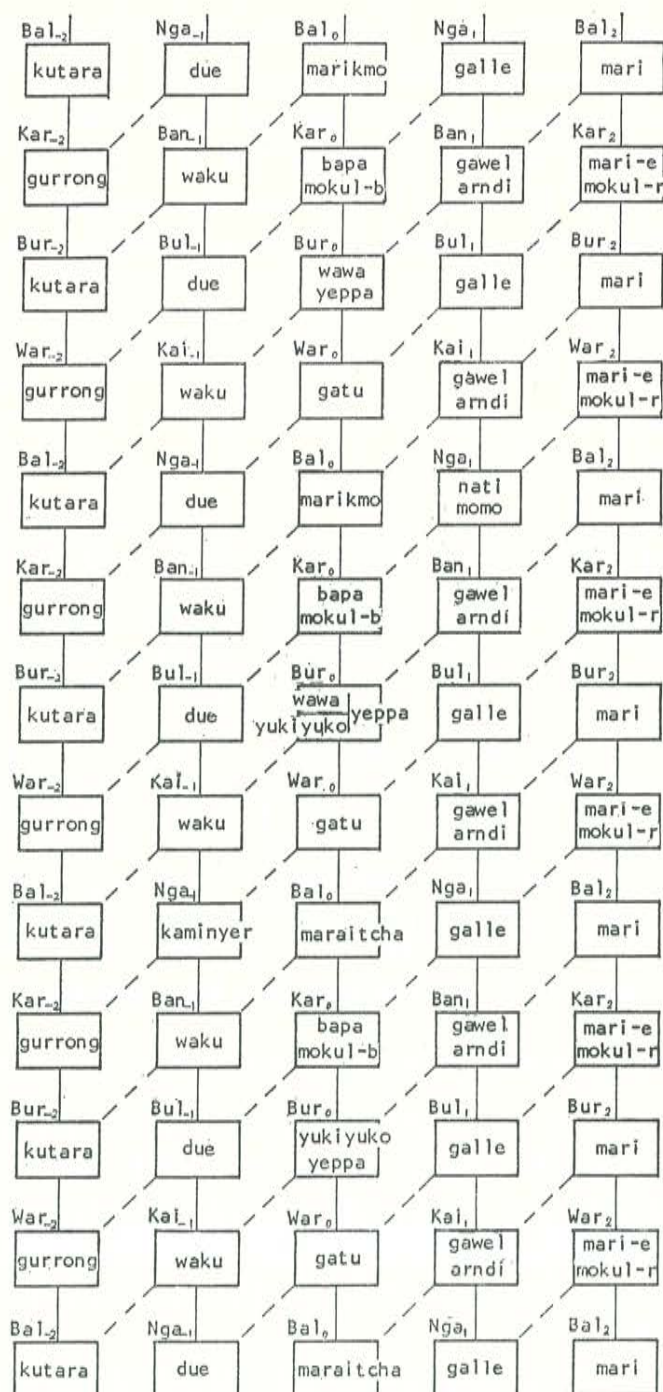 Bal₋₂ Nga₋₁ Bal₀ Nga₁ Bal₂
kutara due marikmo galle mari
Kar₋₂ Ban₋₁ Kar₀ Ban₁ Kar₂
gurrong waku bapa mokul-b gawel arndi mari-e mokul-r
Bur₋₂ Bul₋₁ Bur₀ Bul₁ Bur₂
kutara due wawa yeppa galle mari
War₋₂ Kai₋₁ War₀ Kai₁ War₂
gurrong waku gatu gawel arndi mari-e mokul-r
Bal₋₂ Nga₋₁ Bal₀ Nga₁ Bal₂
kutara due marikmo nati momo mari
Kar₋₂ Ban₋₁ Kar₀ Ban₁ Kar₂
gurrong waku bapa mokul-b gawel arndi mari-e mokul-r
Bur₋₂ Bul₋₁ Bur₀ Bul₁ Bur₂
kutara due wawa yukiyuko yeppa galle mari
War₋₂ Kai₋₁ War₀ Kai₁ War₂
gurrong waku gatu gawel arndi mari-e mokul-r
Bal₋₂ Nga₋₁ Bal₀ Nga₁ Bal₂
kutara kaminyer maraitcha galle mari
Kar₋₂ Ban₋₁ Kar₀ Ban₁ Kar₂
gurrong waku bapa mokul-b gawel arndi mari-e mokul-r
Bur₋₂ Bul₋₁ Bur₀ Bul₁ Bur₂
kutara due yukiyuko yeppa galle mari
War₋₂ Kai₋₁ War₀ Kai₁ War₂
gurrong waku gatu gawel arndi mari-e mokul-r
Bal₋₂ Nga₋₁ Bal₀ Nga₁ Bal₂
kutara due maraitcha galle mari